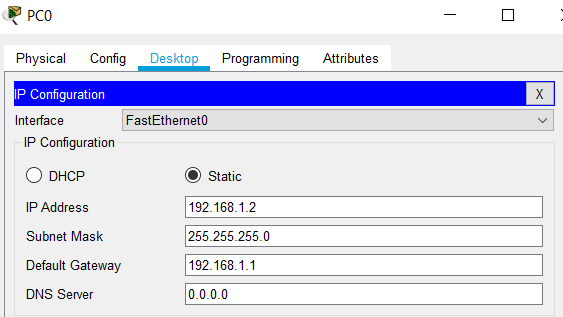 PC0
Physical Config Desktop Programming Attributes
IP Configuration X
Interface FastEthernet0
IP Configuration
DHCP Static
IP Address 192.168.1.2
Subnet Mask 255.255.255.0
Default Gateway 192.168.1.1
DNS Server 0.0.0.0